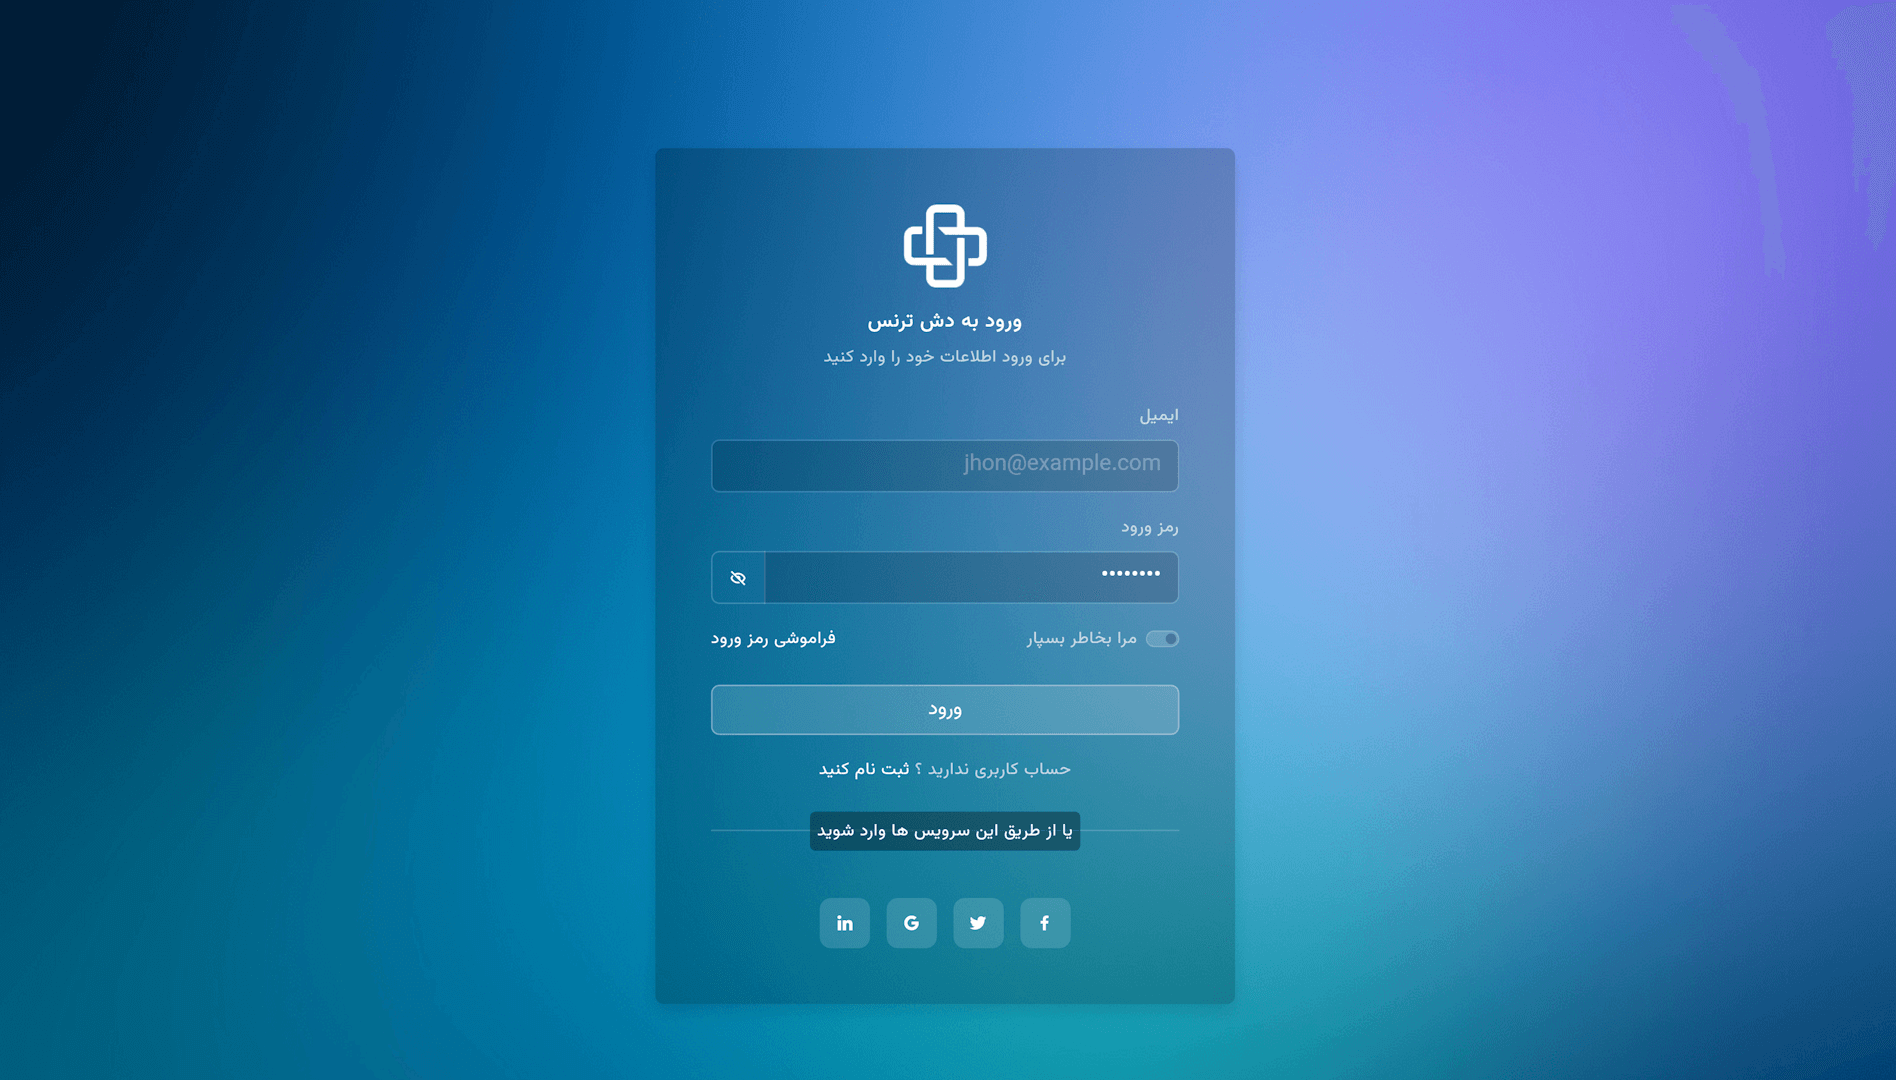 ورود به دش ترنس
برای ورود اطلاعات خود را وارد کنید
ایمیل
jhon@example.com
رمز ورود
••••••••
مرا بخاطر بسپار
فراموشی رمز ورود
ورود
حساب کاربری ندارید ؟ ثبت نام کنید
یا از طریق این سرویس ها وارد شوید